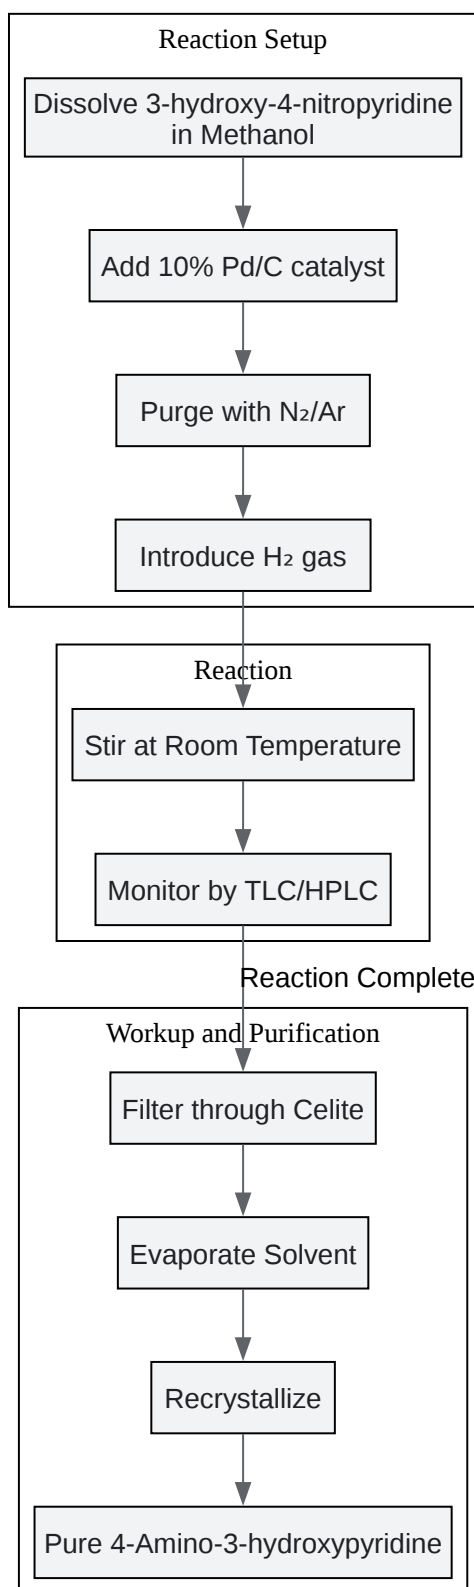 Reaction Setup
Dissolve 3-hydroxy-4-nitropyridine
in Methanol
Add 10% Pd/C catalyst
Purge with N₂/Ar
Introduce H₂ gas
Reaction
Stir at Room Temperature
Monitor by TLC/HPLC
Reaction Complete
Workup and Purification
Filter through Celite
Evaporate Solvent
Recrystallize
Pure 4-Amino-3-hydroxypyridine